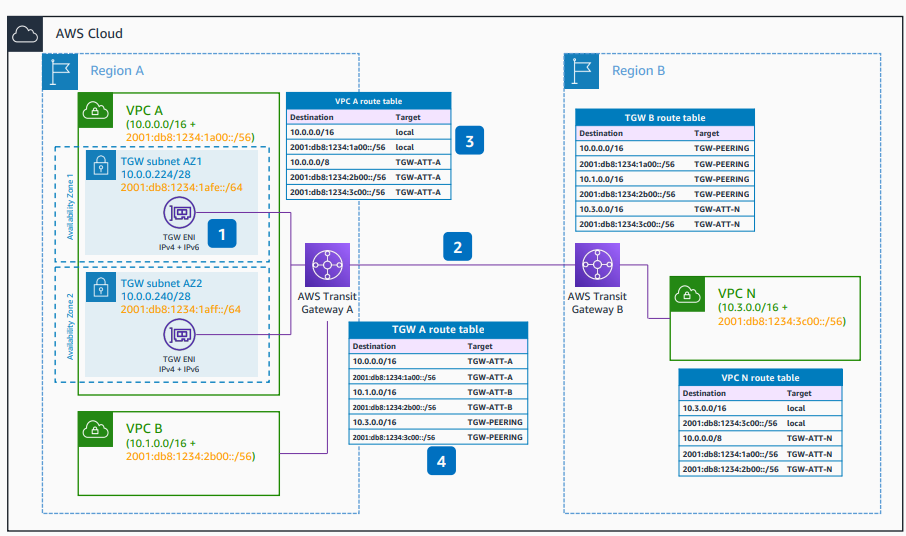 AWS Cloud
Region A
VPC A
(10.0.0.0/16 +
2001:db8:1234:1a00::/56)
Availability Zone 1
TGW subnet AZ1
10.0.0.224/28
2001:db8:1234:1afe::/64
TGW ENI
IPv4 + IPv6
1
Availability Zone 2
TGW subnet AZ2
10.0.0.240/28
2001:db8:1234:1aff::/64
TGW ENI
IPv4 + IPv6
VPC B
(10.1.0.0/16 +
2001:db8:1234:2b00::/56)
VPC A route table
Destination Target
10.0.0.0/16 local
2001:db8:1234:1a00::/56 local
10.0.0.0/8 TGW-ATT-A
2001:db8:1234:2b00::/56 TGW-ATT-A
2001:db8:1234:3c00::/56 TGW-ATT-A
3
2
AWS Transit
Gateway A
TGW A route table
Destination Target
10.0.0.0/16 TGW-ATT-A
2001:db8:1234:1a00::/56 TGW-ATT-A
10.1.0.0/16 TGW-ATT-B
2001:db8:1234:2b00::/56 TGW-ATT-B
10.3.0.0/16 TGW-PEERING
2001:db8:1234:3c00::/56 TGW-PEERING
4
Region B
TGW B route table
Destination Target
10.0.0.0/16 TGW-PEERING
2001:db8:1234:1a00::/56 TGW-PEERING
10.1.0.0/16 TGW-PEERING
2001:db8:1234:2b00::/56 TGW-PEERING
10.3.0.0/16 TGW-ATT-N
2001:db8:1234:3c00::/56 TGW-ATT-N
AWS Transit
Gateway B
VPC N
(10.3.0.0/16 +
2001:db8:1234:3c00::/56)
VPC N route table
Destination Target
10.3.0.0/16 local
2001:db8:1234:3c00::/56 local
10.0.0.0/8 TGW-ATT-N
2001:db8:1234:1a00::/56 TGW-ATT-N
2001:db8:1234:2b00::/56 TGW-ATT-N